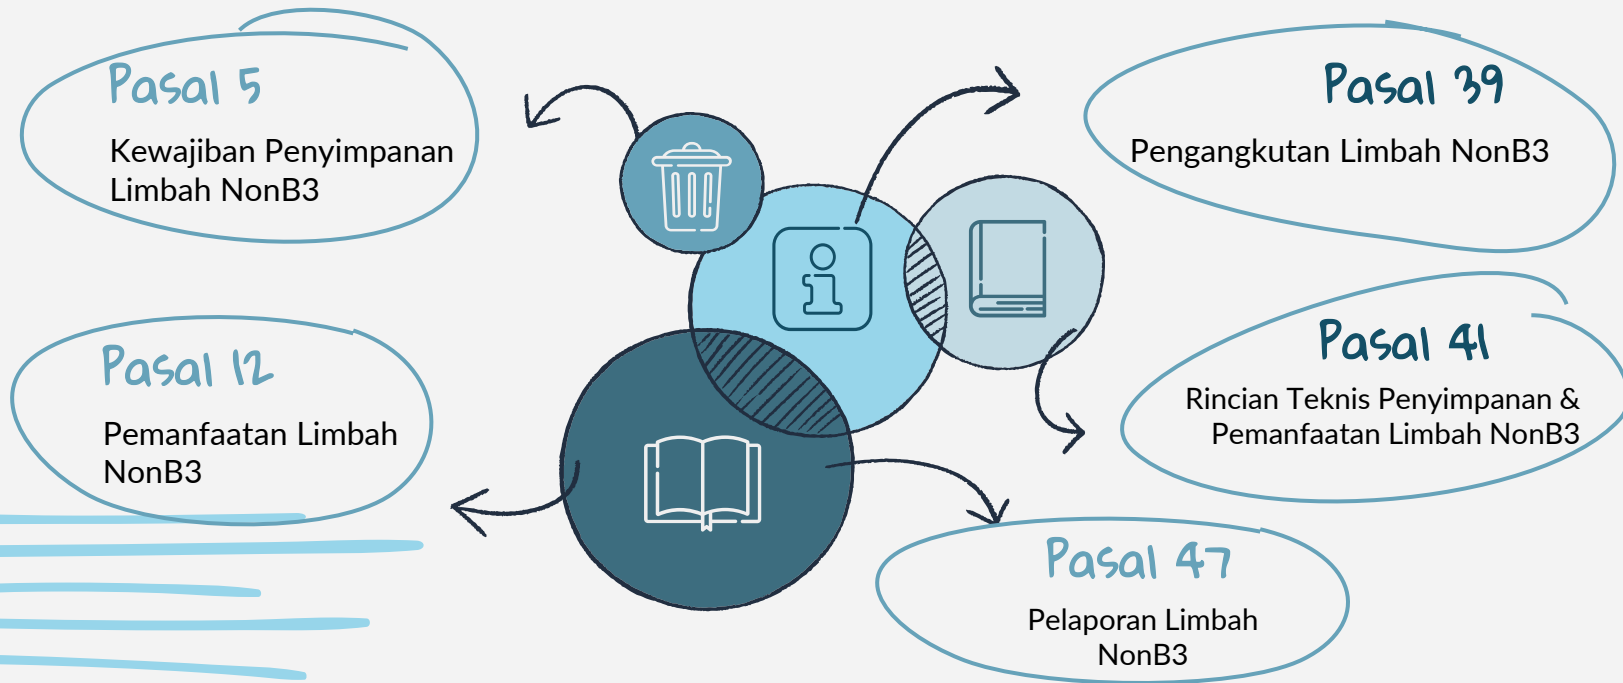 Pasal 5
Kewajiban Penyimpanan
Limbah NonB3
Pasal 12
Pemanfaatan Limbah
NonB3
Pasal 39
Pengangkutan Limbah NonB3
Pasal 41
Rincian Teknis Penyimpanan &
Pemanfaatan Limbah NonB3
Pasal 47
Pelaporan Limbah
NonB3